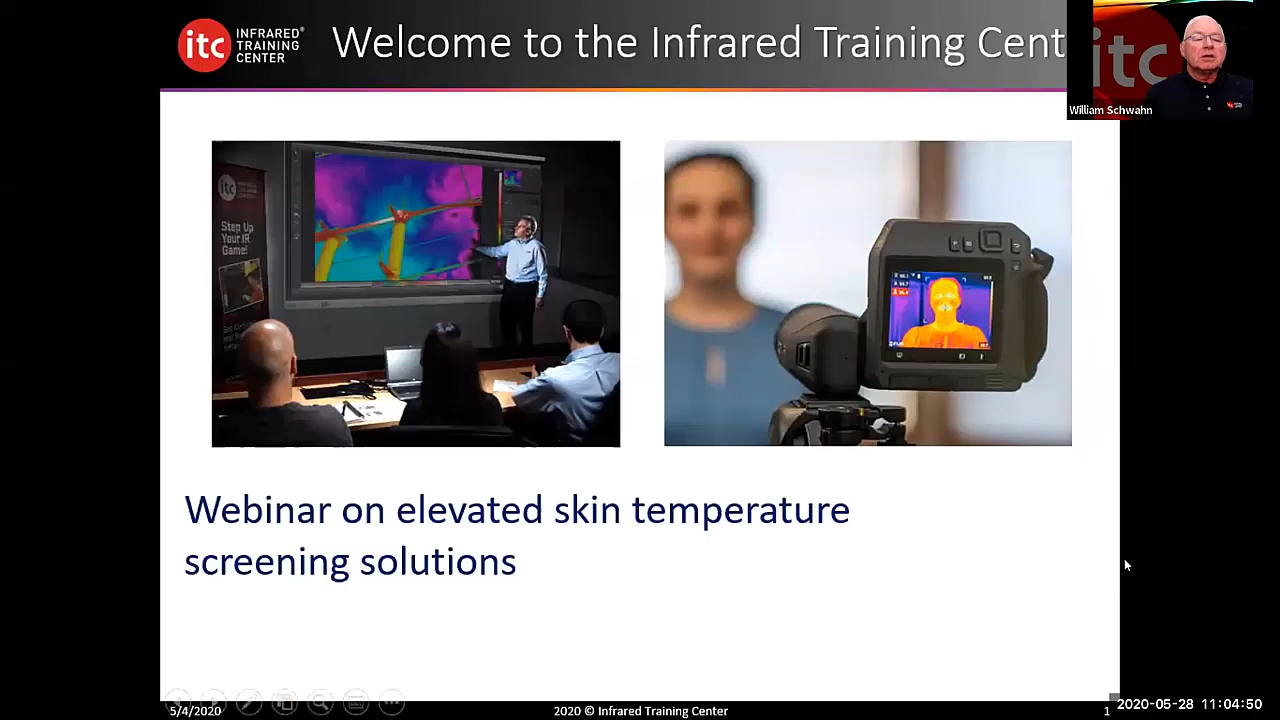 itc INFRARED®
TRAINING
CENTER
Welcome to the Infrared Training Cent
itc
William Schwahn
itc
Step Up
Your IR
Game!
Webinar on elevated skin temperature
screening solutions
5/4/2020
2020 © Infrared Training Center
1
2020-05-28 11:04:50